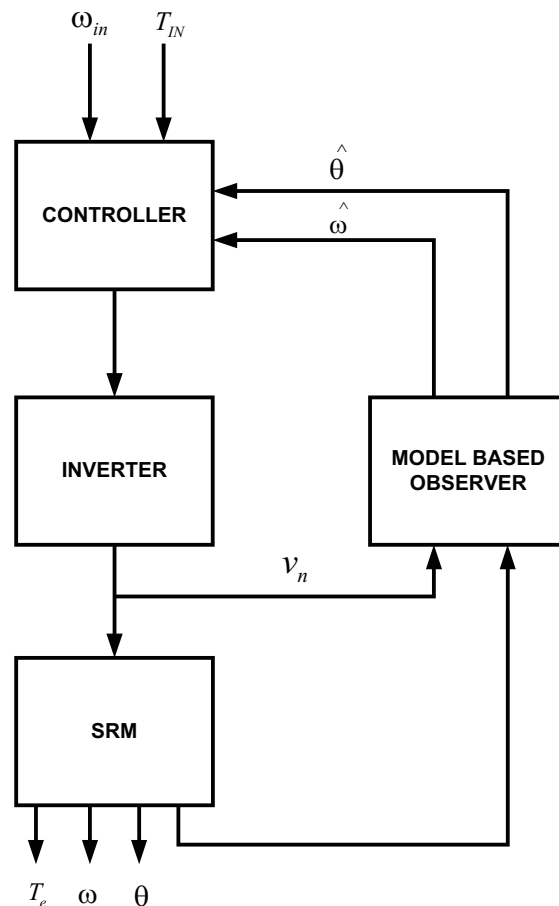 ω_in T_IN
θ̂
CONTROLLER
ω̂
INVERTER
MODEL BASED
OBSERVER
v_n
SRM
T_e ω θ